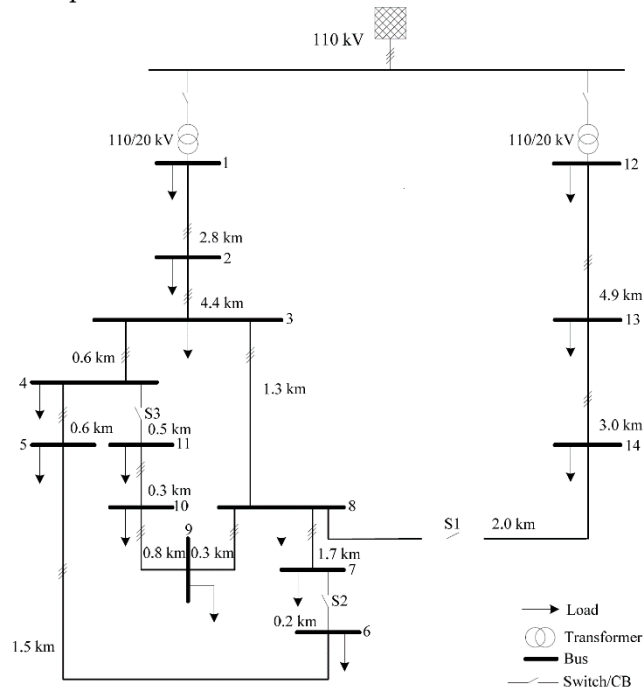 110 kV
110/20 kV
110/20 kV
1
12
2.8 km
2
4.9 km
4.4 km
3
13
0.6 km
1.3 km
4
S3
3.0 km
0.6 km
0.5 km
5
11
14
0.3 km
10
8
9
S1
2.0 km
0.8 km
0.3 km
1.7 km
7
S2
Load
0.2 km
6
Transformer
1.5 km
Bus
Switch/CB